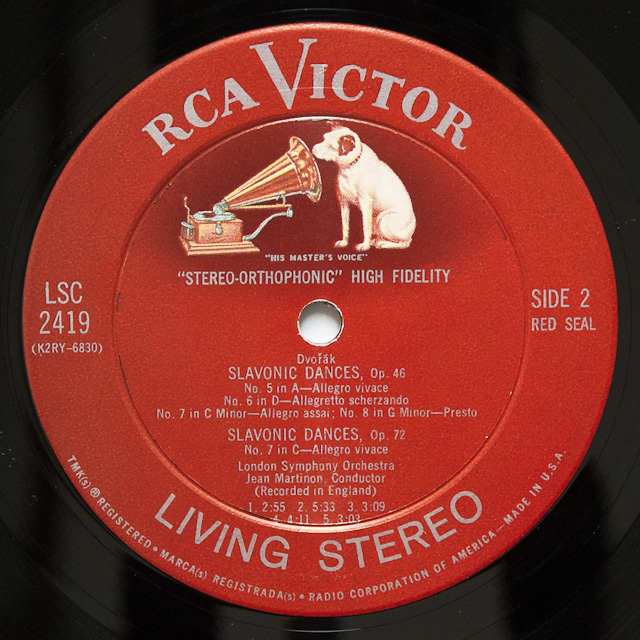 RCA VICTOR
"HIS MASTER'S VOICE"
"STEREO-ORTHOPHONIC" HIGH FIDELITY
LSC
2419
(K2RY-6830)
SIDE 2
RED SEAL
Dvořák
SLAVONIC DANCES, Op. 46
No. 5 in A—Allegro vivace
No. 6 in D—Allegretto scherzando
No. 7 in C Minor—Allegro assai; No. 8 in G Minor—Presto
SLAVONIC DANCES, Op. 72
No. 7 in C—Allegro vivace
London Symphony Orchestra
Jean Martinon, Conductor
(Recorded in England)
1. 2:55 2. 5:33 3. 3:09
4. 4:11 5. 3:03
LIVING STEREO
TMK(s) ® REGISTERED • MARCA(s) REGISTRADA(s) • RADIO CORPORATION OF AMERICA—MADE IN U.S.A.